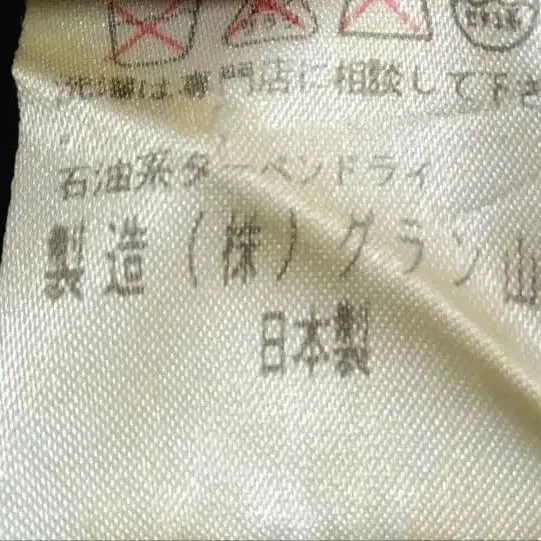 洗濯は、専門店に相談して下さ
石油系ターペンドライ
製造(株)グラン山
日本製